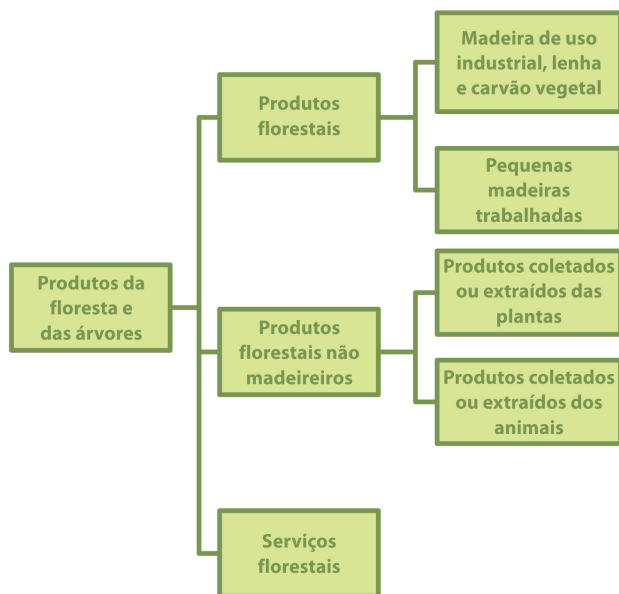 Produtos da
floresta e
das árvores
Produtos
florestais
Madeira de uso
industrial, lenha
e carvão vegetal
Pequenas
madeiras
trabalhadas
Produtos
florestais não
madeireiros
Produtos coletados
ou extraídos das
plantas
Produtos coletados
ou extraídos dos
animais
Serviços
florestais